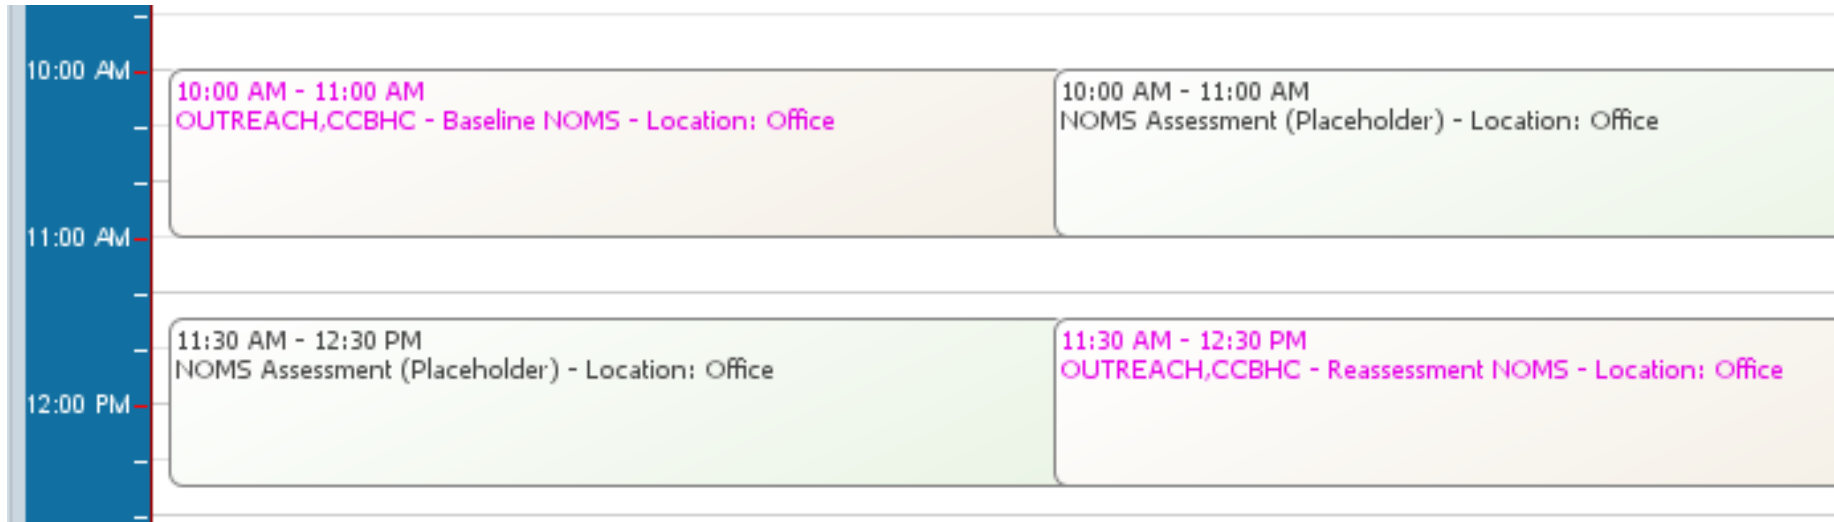 10:00 AM
10:00 AM - 11:00 AM
OUTREACH,CCBHC - Baseline NOMS - Location: Office
10:00 AM - 11:00 AM
NOMS Assessment (Placeholder) - Location: Office
11:00 AM
11:30 AM - 12:30 PM
NOMS Assessment (Placeholder) - Location: Office
11:30 AM - 12:30 PM
OUTREACH,CCBHC - Reassessment NOMS - Location: Office
12:00 PM